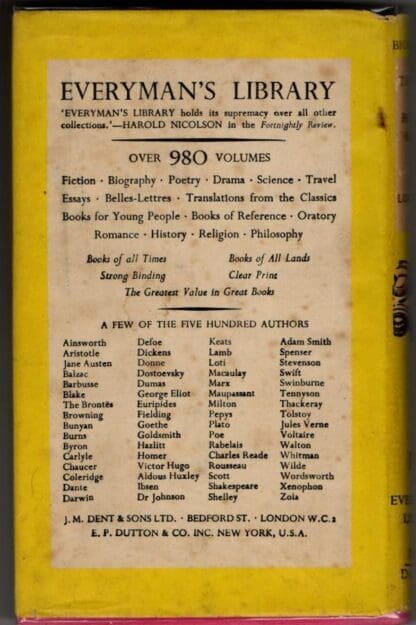 EVERYMAN'S LIBRARY
'EVERYMAN'S LIBRARY holds its supremacy over all other
collections.'—HAROLD NICOLSON in the Fortnightly Review.
OVER 980 VOLUMES
Fiction · Biography · Poetry · Drama · Science · Travel
Essays · Belles-Lettres · Translations from the Classics
Books for Young People · Books of Reference · Oratory
Romance · History · Religion · Philosophy
Books of all Times Books of All Lands
Strong Binding Clear Print
The Greatest Value in Great Books
A FEW OF THE FIVE HUNDRED AUTHORS
Ainsworth Defoe Keats Adam Smith
Aristotle Dickens Lamb Spenser
Jane Austen Donne Loti Stevenson
Balzac Dostoevsky Macaulay Swift
Barbusse Dumas Marx Swinburne
Blake George Eliot Maupassant Tennyson
The Brontës Euripides Milton Thackeray
Browning Fielding Pepys Tolstoy
Bunyan Goethe Plato Jules Verne
Burns Goldsmith Poe Voltaire
Byron Hazlitt Rabelais Walton
Carlyle Homer Charles Reade Whitman
Chaucer Victor Hugo Rousseau Wilde
Coleridge Aldous Huxley Scott Wordsworth
Dante Ibsen Shakespeare Xenophon
Darwin Dr Johnson Shelley Zola
J. M. DENT & SONS LTD. · BEDFORD ST. · LONDON W.C.2
E. P. DUTTON & CO. INC. NEW YORK, U.S.A.